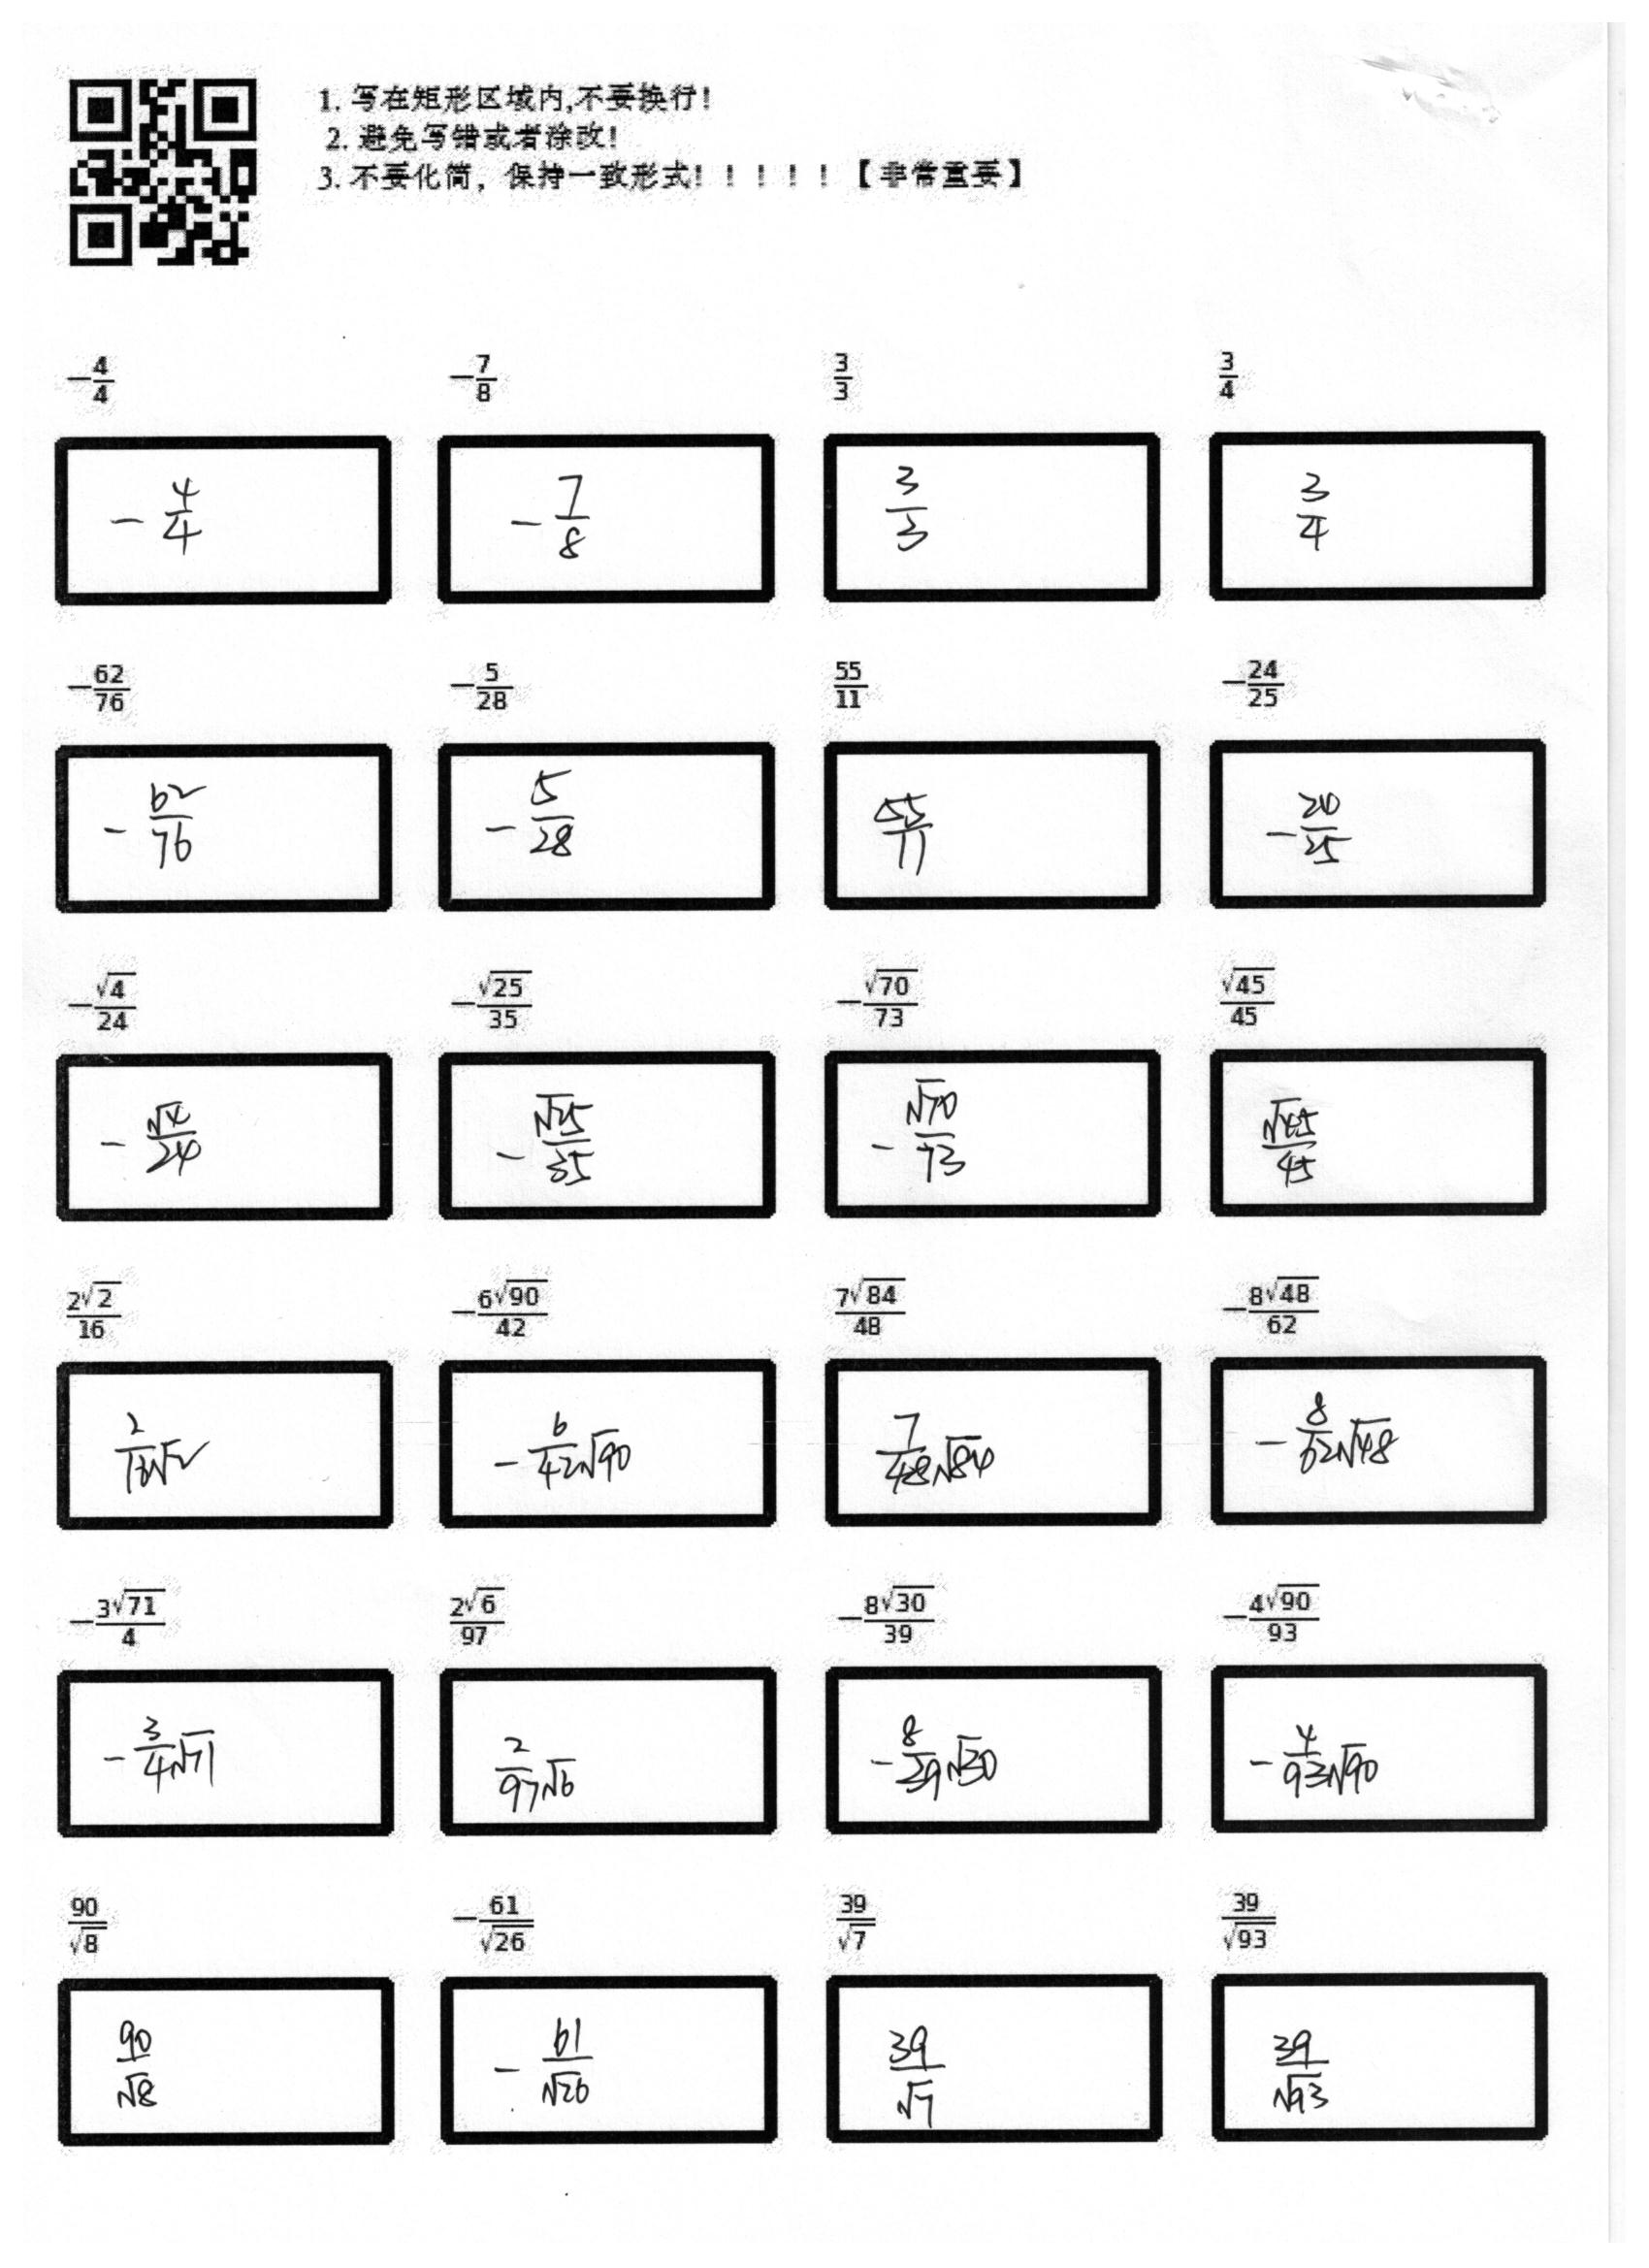 1. 写在矩形区域内,不要换行!
2. 避免写错或者涂改!
3. 不要化简，保持一致形式! ! ! ! ! 【非常重要】
-4/4 -7/8 3/3 3/4
-4/4 -7/8 3/3 3/4
-62/76 -5/28 55/11 -24/25
-62/76 -5/28 55/11 -24/25
-√4/24 -√25/35 -√70/73 √45/45
-√4/24 -√25/35 -√70/73 √45/45
2√2/16 -6√90/42 7√84/48 -8√48/62
2/16√2 -6/42√90 7/48√84 -8/62√48
-3√71/4 2√6/97 -8√30/39 -4√90/93
-3/4√71 2/97√6 -8/39√30 -4/93√90
90/√8 -61/√26 39/√7 39/√93
90/√8 -61/√26 39/√7 39/√93